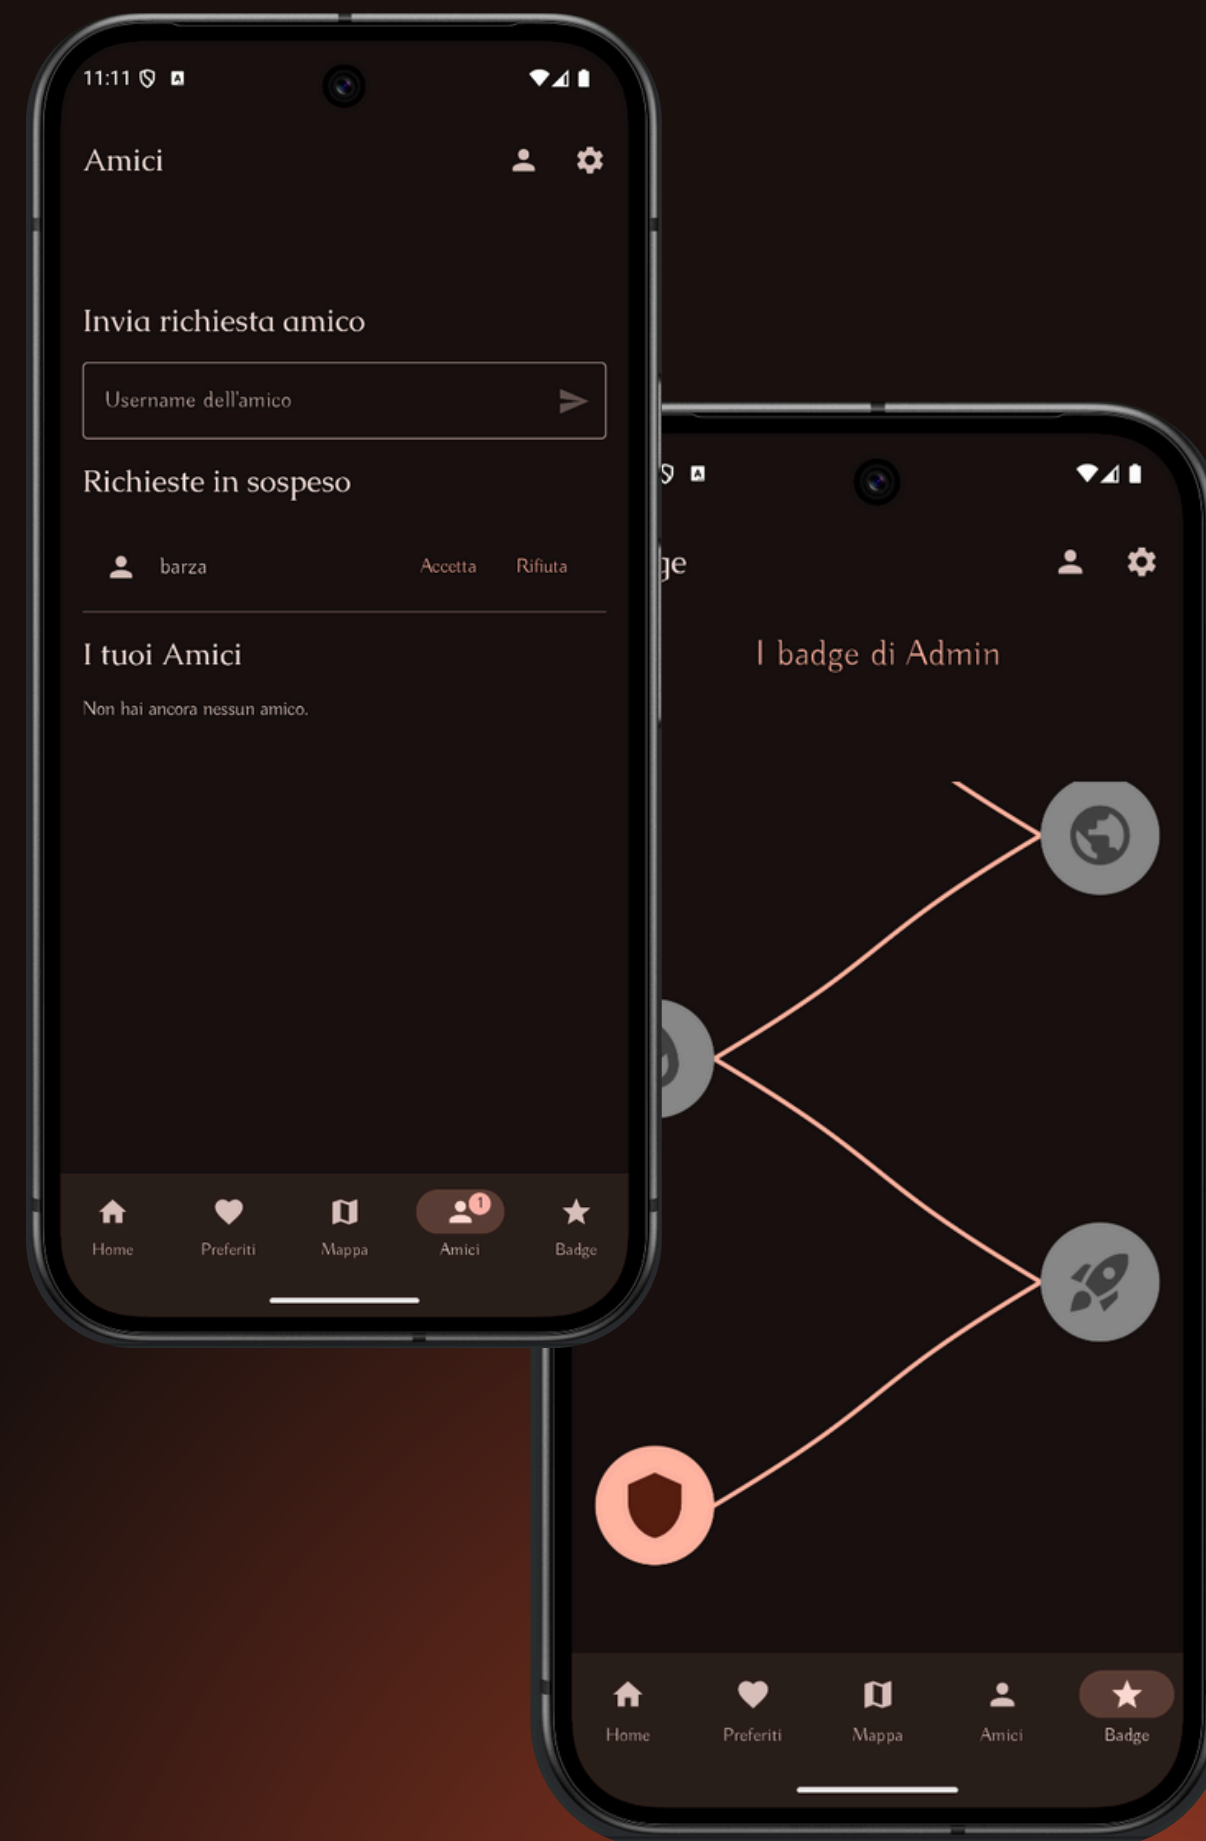 11:11
Amici
Invia richiesta amico
Username dell'amico
Richieste in sospeso
barza Accetta Rifiuta
I tuoi Amici
Non hai ancora nessun amico.
1
Home Preferiti Mappa Amici Badge
ge
I badge di Admin
Home Preferiti Mappa Amici Badge